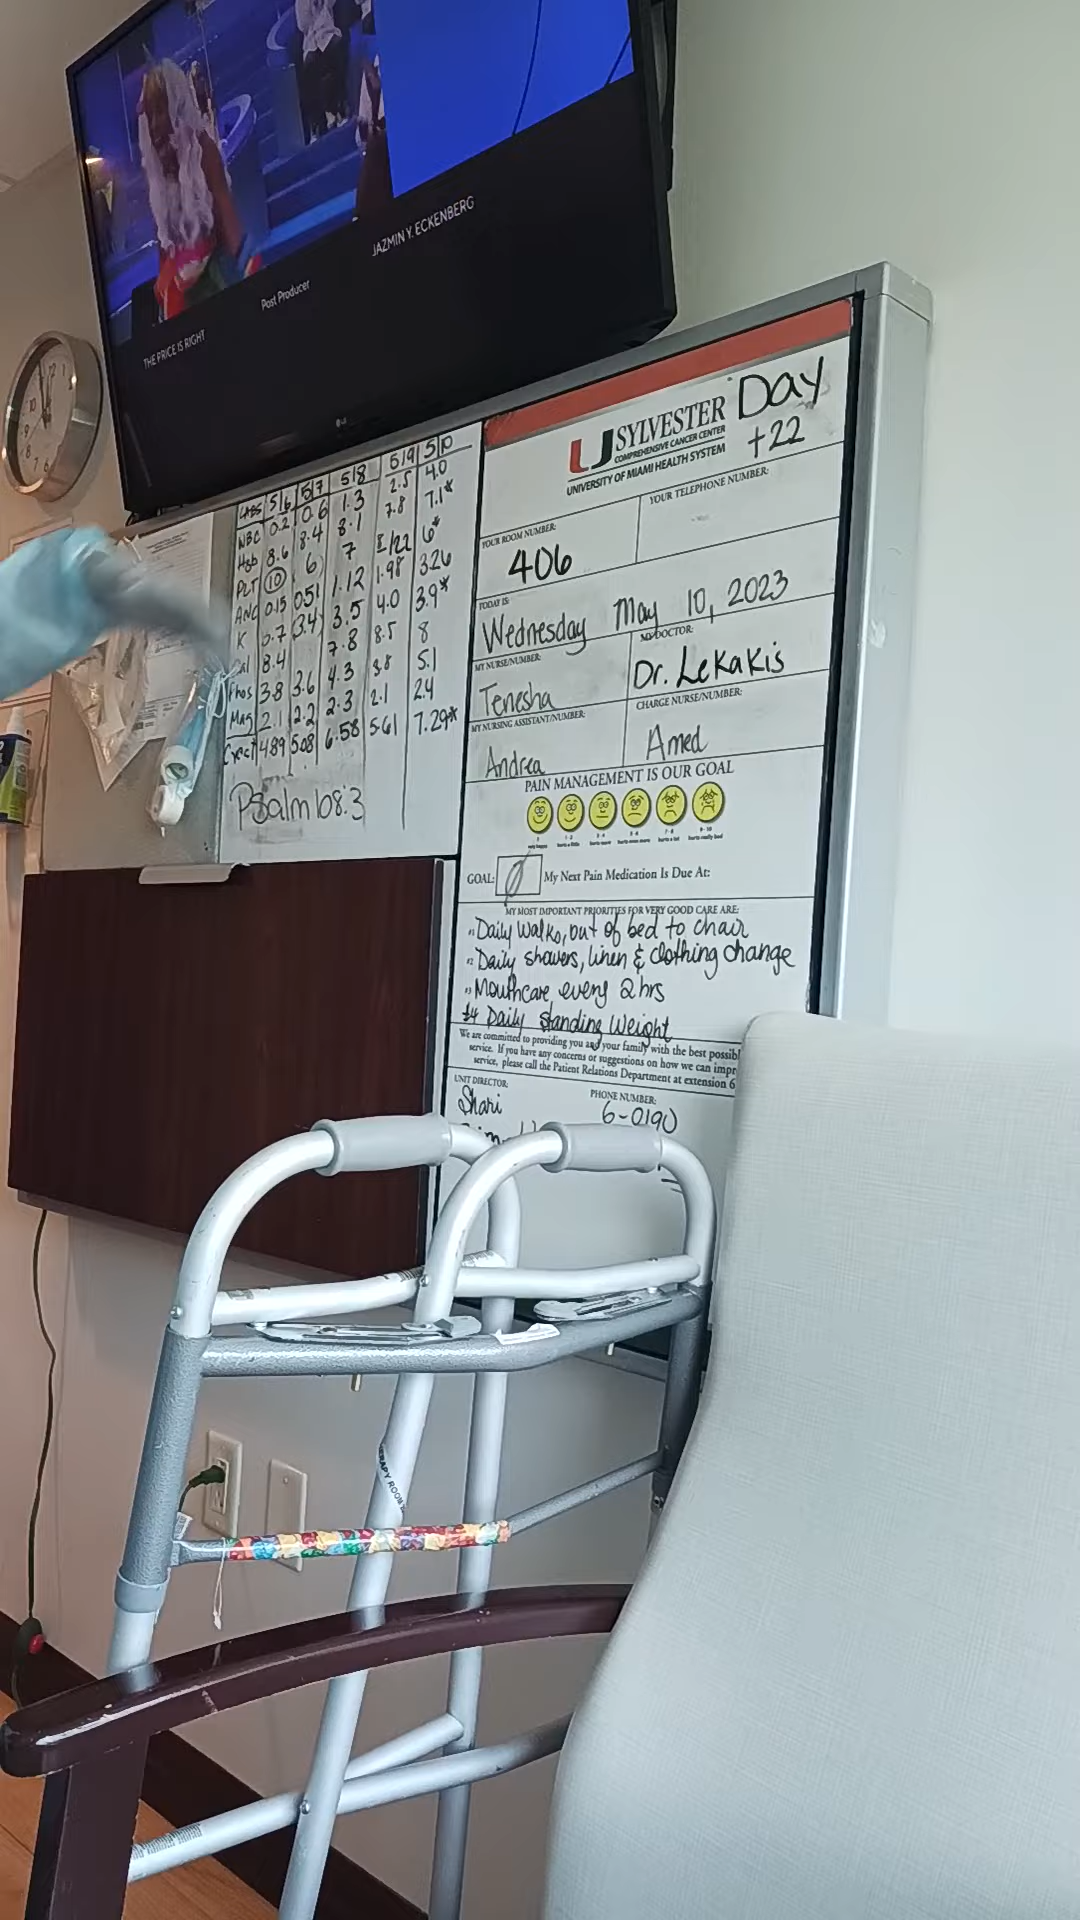 JAZMIN Y. ECKENBERG
Post Producer
THE PRICE IS RIGHT
LABS 5/6 5/7 5/8 5/9 5/10
WBC 0.2 0.6 1.3 2.5 4.0
Hgb 8.6 8.4 8.1 7.8 7.1*
PLT 10 6 7 8/22 6*
ANC 0.15 051 1.12 1.98 3.26
K 3.4 3.5 4.0 3.9*
Cal 8.4 7.8 8.5 8
Phos 3.8 3.6 4.3 3.8 5.1
Mag 2.1 2.2 2.3 2.1 2.4
Creat 4.89 5.08 6.58 5.61 7.29*
Psalm 108:3
Day
+22
U SYLVESTER
COMPREHENSIVE CANCER CENTER
UNIVERSITY OF MIAMI HEALTH SYSTEM
YOUR ROOM NUMBER: YOUR TELEPHONE NUMBER:
406
TODAY IS:
Wednesday May 10, 2023
MY NURSE/NUMBER: MY DOCTOR:
Tenesha Dr. Lekakis
MY NURSING ASSISTANT/NUMBER: CHARGE NURSE/NUMBER:
Andrea Amed
PAIN MANAGEMENT IS OUR GOAL
GOAL: 0 My Next Pain Medication Is Due At:
MY MOST IMPORTANT PRIORITIES FOR VERY GOOD CARE ARE:
#1 Daily walks, out of bed to chair
#2 Daily showers, linen & clothing change
#3 Mouthcare every 2hrs
#4 Daily standing weight
We are committed to providing you and your family with the best possibl
service. If you have any concerns or suggestions on how we can impr
service, please call the Patient Relations Department at extension 6
UNIT DIRECTOR: PHONE NUMBER:
Shari 6-0190